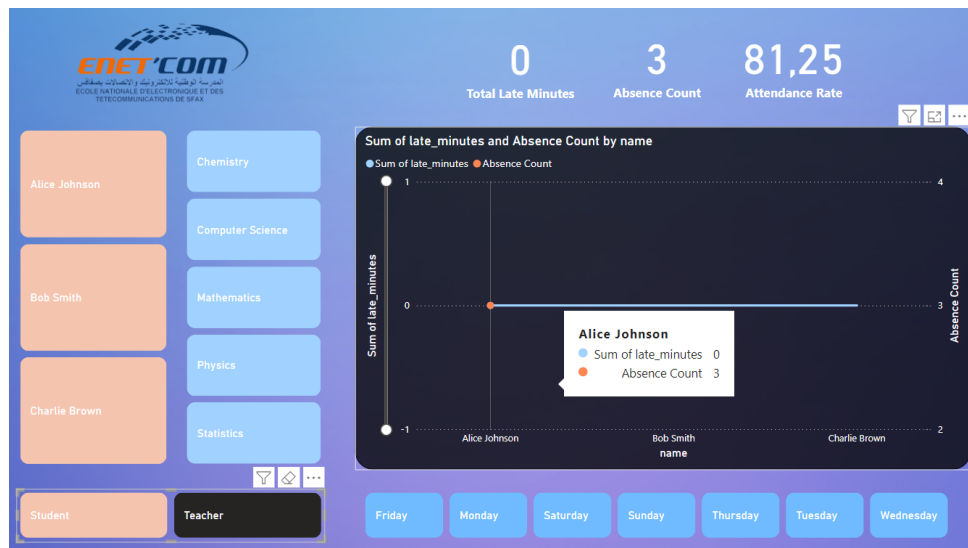 ENET'COM
المدرسة الوطنية للإلكترونيك والاتصالات بصفاقس
ECOLE NATIONALE D'ELECTRONIQUE ET DES
TETECOMMUNICATIONS DE SFAX
0
Total Late Minutes
3
Absence Count
81,25
Attendance Rate
Alice Johnson
Bob Smith
Charlie Brown
Chemistry
Computer Science
Mathematics
Physics
Statistics
Student
Teacher
Sum of late_minutes and Absence Count by name
Sum of late_minutes
Absence Count
Sum of late_minutes
1
0
-1
4
3
2
Absence Count
Alice Johnson
Sum of late_minutes 0
Absence Count 3
Alice Johnson
Bob Smith
Charlie Brown
name
Friday
Monday
Saturday
Sunday
Thursday
Tuesday
Wednesday